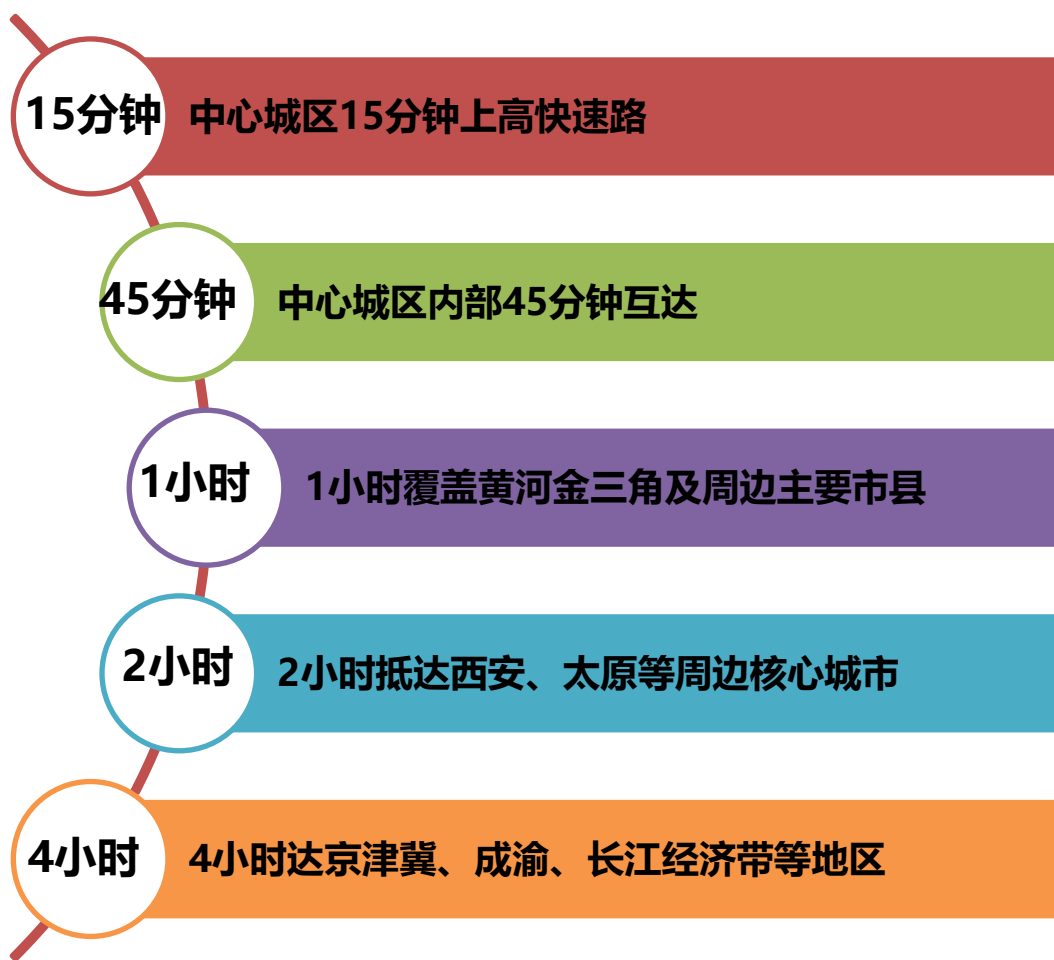 15分钟
中心城区15分钟上高快速路
45分钟
中心城区内部45分钟互达
1小时
1小时覆盖黄河金三角及周边主要市县
2小时
2小时抵达西安、太原等周边核心城市
4小时
4小时达京津冀、成渝、长江经济带等地区